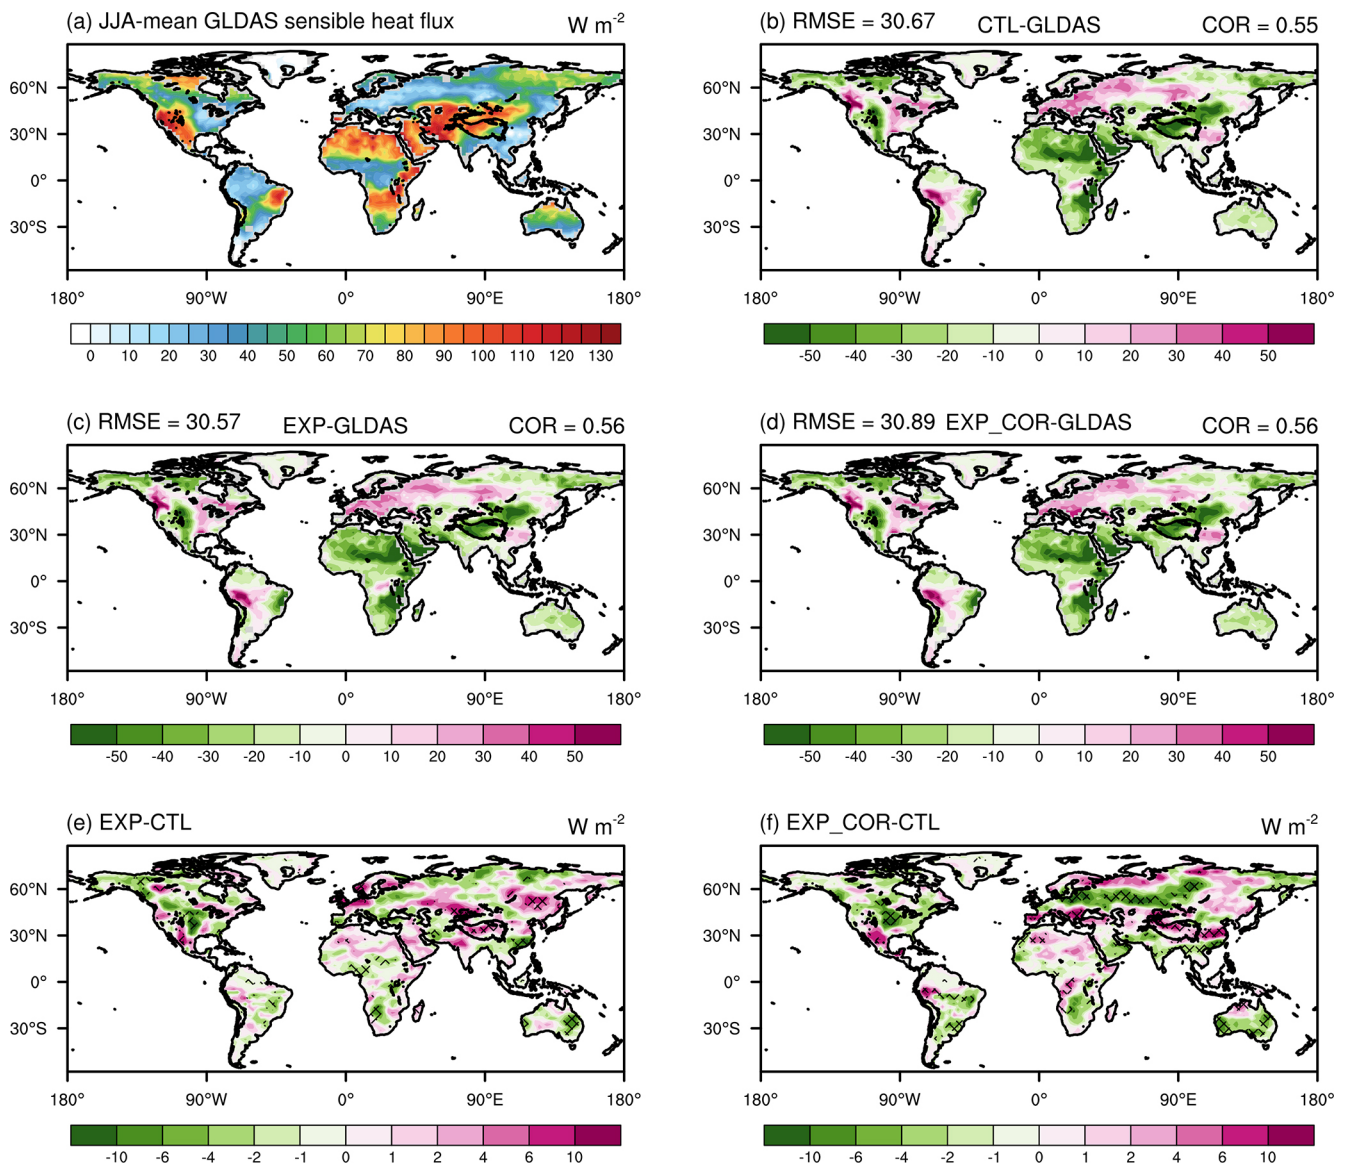 (a) JJA-mean GLDAS sensible heat flux W m-2
60°N
30°N
0°
30°S
180° 90°W 0° 90°E 180°
0 10 20 30 40 50 60 70 80 90 100 110 120 130
(b) RMSE = 30.67 CTL-GLDAS COR = 0.55
60°N
30°N
0°
30°S
180° 90°W 0° 90°E 180°
-50 -40 -30 -20 -10 0 10 20 30 40 50
(c) RMSE = 30.57 EXP-GLDAS COR = 0.56
60°N
30°N
0°
30°S
180° 90°W 0° 90°E 180°
-50 -40 -30 -20 -10 0 10 20 30 40 50
(d) RMSE = 30.89 EXP_COR-GLDAS COR = 0.56
60°N
30°N
0°
30°S
180° 90°W 0° 90°E 180°
-50 -40 -30 -20 -10 0 10 20 30 40 50
(e) EXP-CTL W m-2
60°N
30°N
0°
30°S
180° 90°W 0° 90°E 180°
-10 -6 -4 -2 -1 0 1 2 4 6 10
(f) EXP_COR-CTL W m-2
60°N
30°N
0°
30°S
180° 90°W 0° 90°E 180°
-10 -6 -4 -2 -1 0 1 2 4 6 10